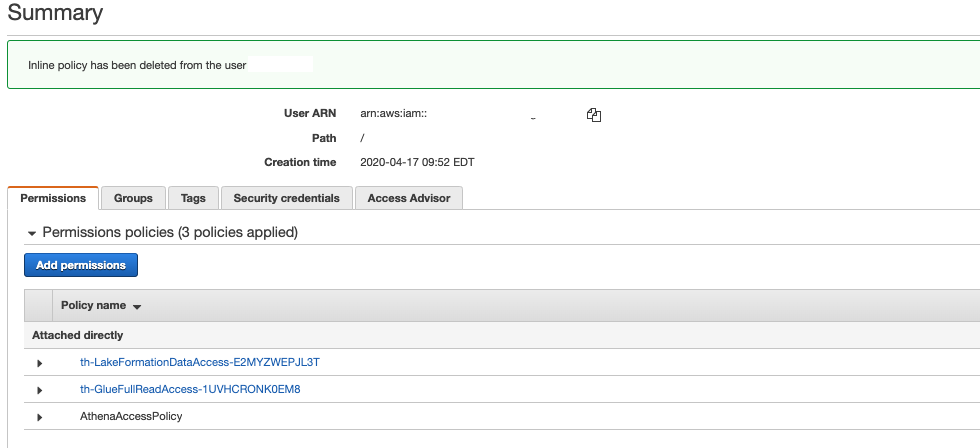 Summary
Inline policy has been deleted from the user
User ARN arn:aws:iam::
Path /
Creation time 2020-04-17 09:52 EDT
Permissions Groups Tags Security credentials Access Advisor
Permissions policies (3 policies applied)
Add permissions
Policy name
Attached directly
th-LakeFormationDataAccess-E2MYZWEPJL3T
th-GlueFullReadAccess-1UVHCRONK0EM8
AthenaAccessPolicy